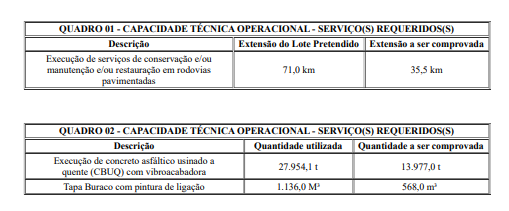 QUADRO 01 - CAPACIDADE TÉCNICA OPERACIONAL - SERVIÇO(S) REQUERIDOS(S)
Descrição Extensão do Lote Pretendido Extensão a ser comprovada
Execução de serviços de conservação e/ou
manutenção e/ou restauração em rodovias
pavimentadas
71,0 km 35,5 km
QUADRO 02 - CAPACIDADE TÉCNICA OPERACIONAL - SERVIÇO(S) REQUERIDOS(S)
Descrição Quantidade utilizada Quantidade a ser comprovada
Execução de concreto asfáltico usinado a
quente (CBUQ) com vibroacabadora
27.954,1 t 13.977,0 t
Tapa Buraco com pintura de ligação 1.136,0 M³ 568,0 m³